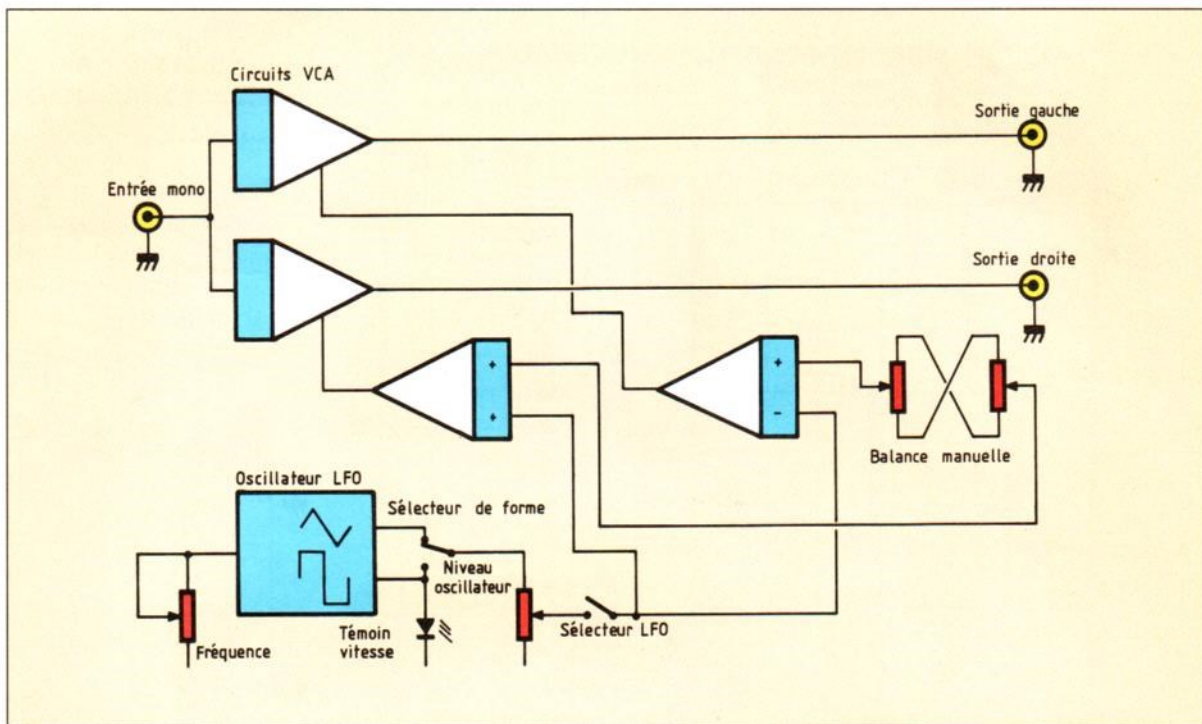 Circuits VCA
Sortie gauche
Entrée mono
Sortie droite
+
+
+
-
Balance manuelle
Oscillateur LFO
Sélecteur de forme
Niveau
oscillateur
Sélecteur LFO
Témoin
vitesse
Fréquence